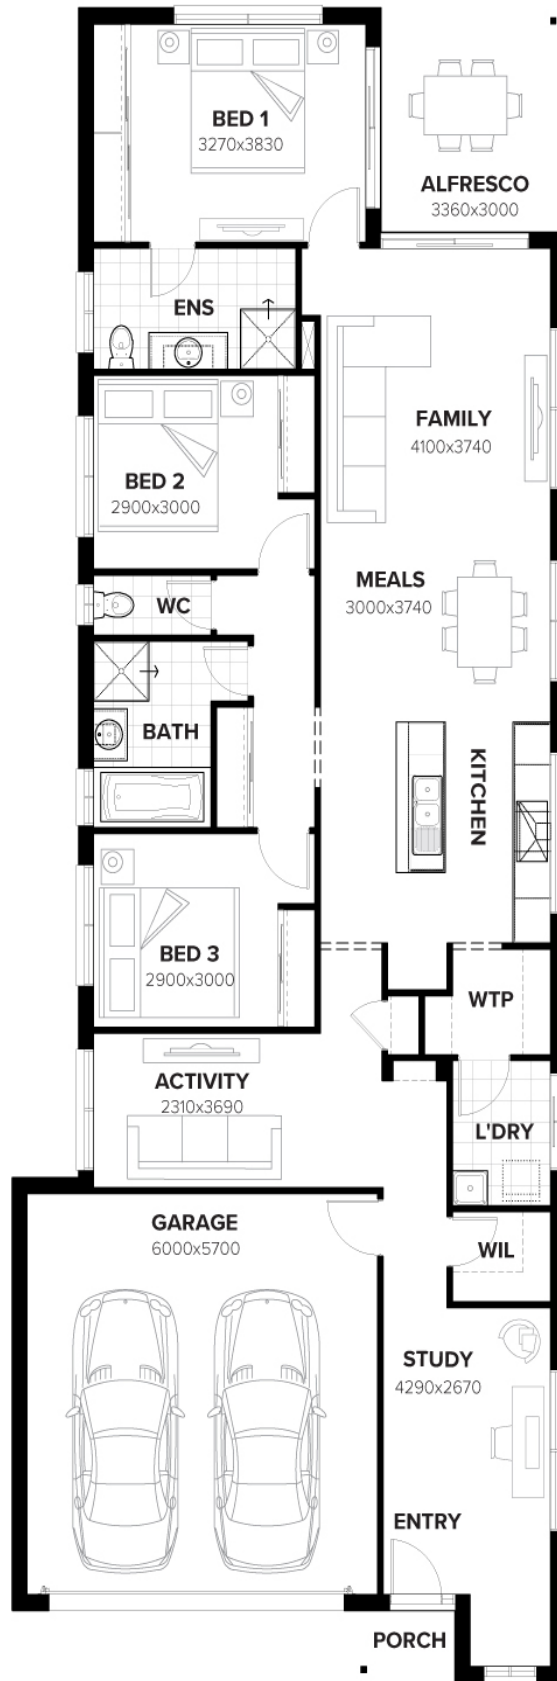 BED 1
3270x3830
ALFRESCO
3360x3000
ENS
FAMILY
4100x3740
BED 2
2900x3000
MEALS
3000x3740
WC
BATH
KITCHEN
BED 3
2900x3000
WTP
ACTIVITY
2310x3690
L'DRY
GARAGE
6000x5700
WIL
STUDY
4290x2670
ENTRY
PORCH